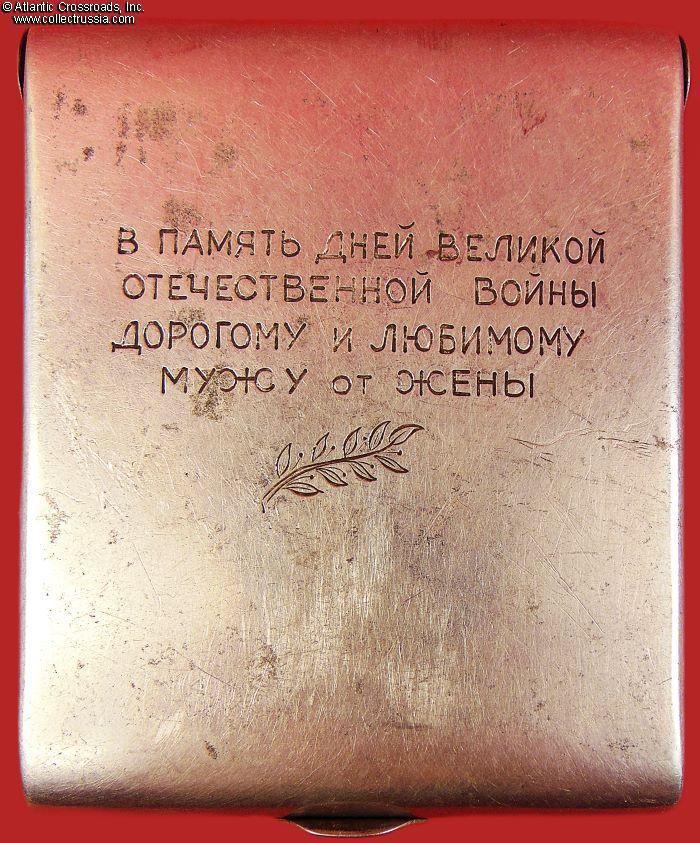 © Atlantic Crossroads, Inc.
www.collectrussia.com
В ПАМЯТЬ ДНЕЙ ВЕЛИКОЙ
ОТЕЧЕСТВЕННОЙ ВОЙНЫ
ДОРОГОМУ И ЛЮБИМОМУ
МУЖУ от ЖЕНЫ